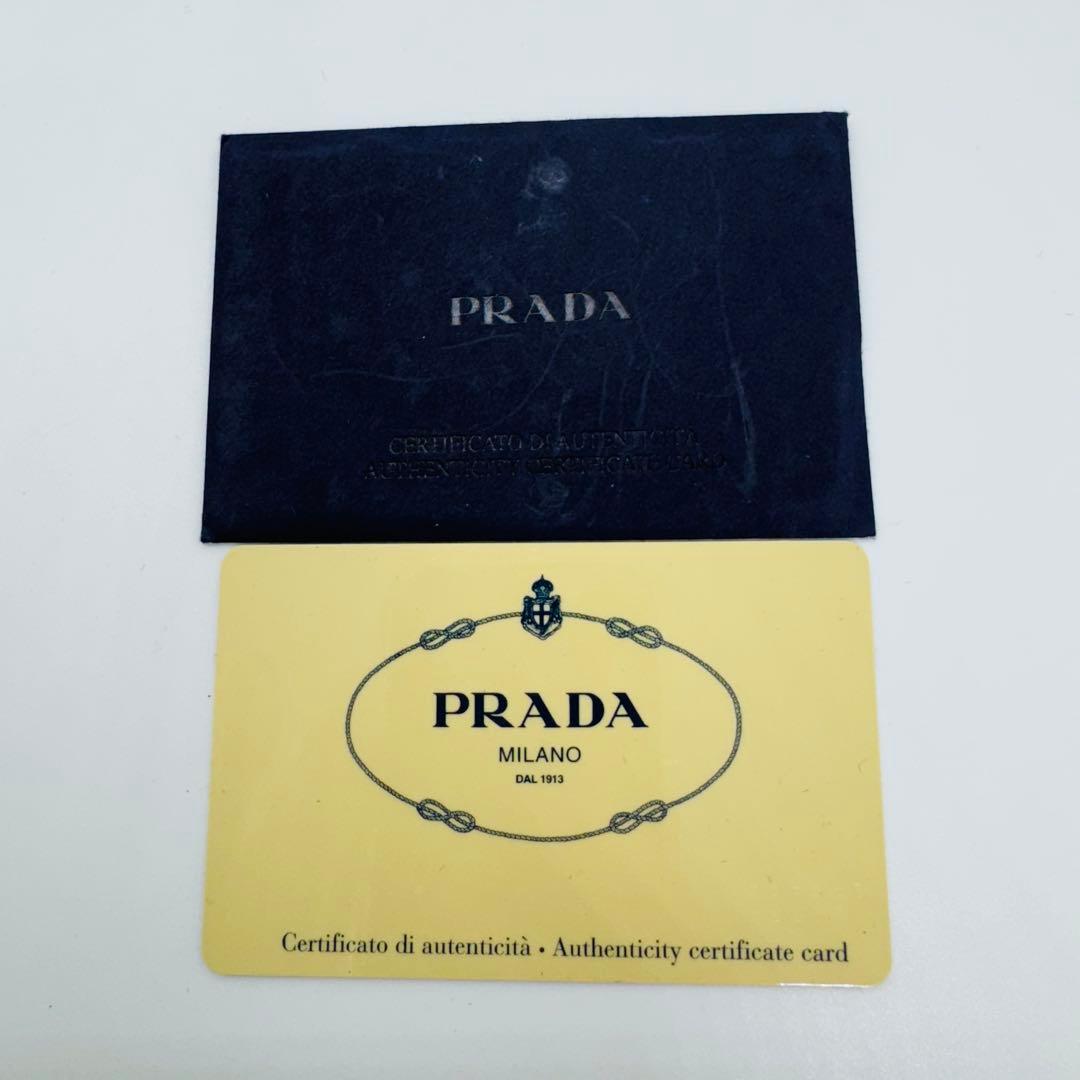 PRADA
CERTIFICATO DI AUTENTICITÀ
AUTHENTICITY CERTIFICATE CARD
PRADA
MILANO
DAL 1913
Certificato di autenticità • Authenticity certificate card